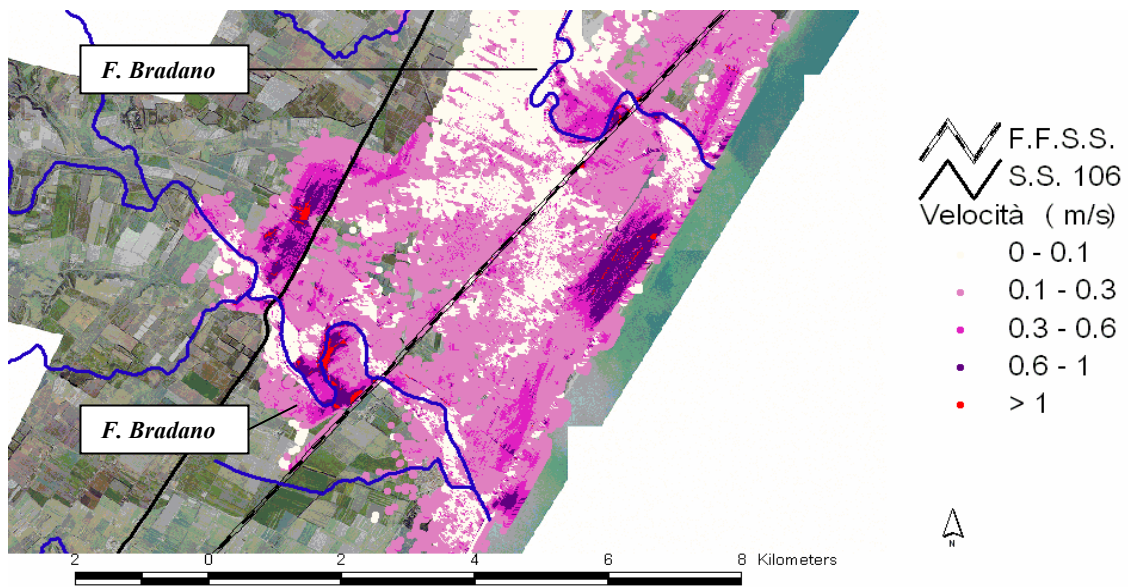 F. Bradano
F. Bradano
F.F.S.S.
S.S. 106
Velocità ( m/s)
0 - 0.1
0.1 - 0.3
0.3 - 0.6
0.6 - 1
> 1
N
2 0 2 4 6 8 Kilometers